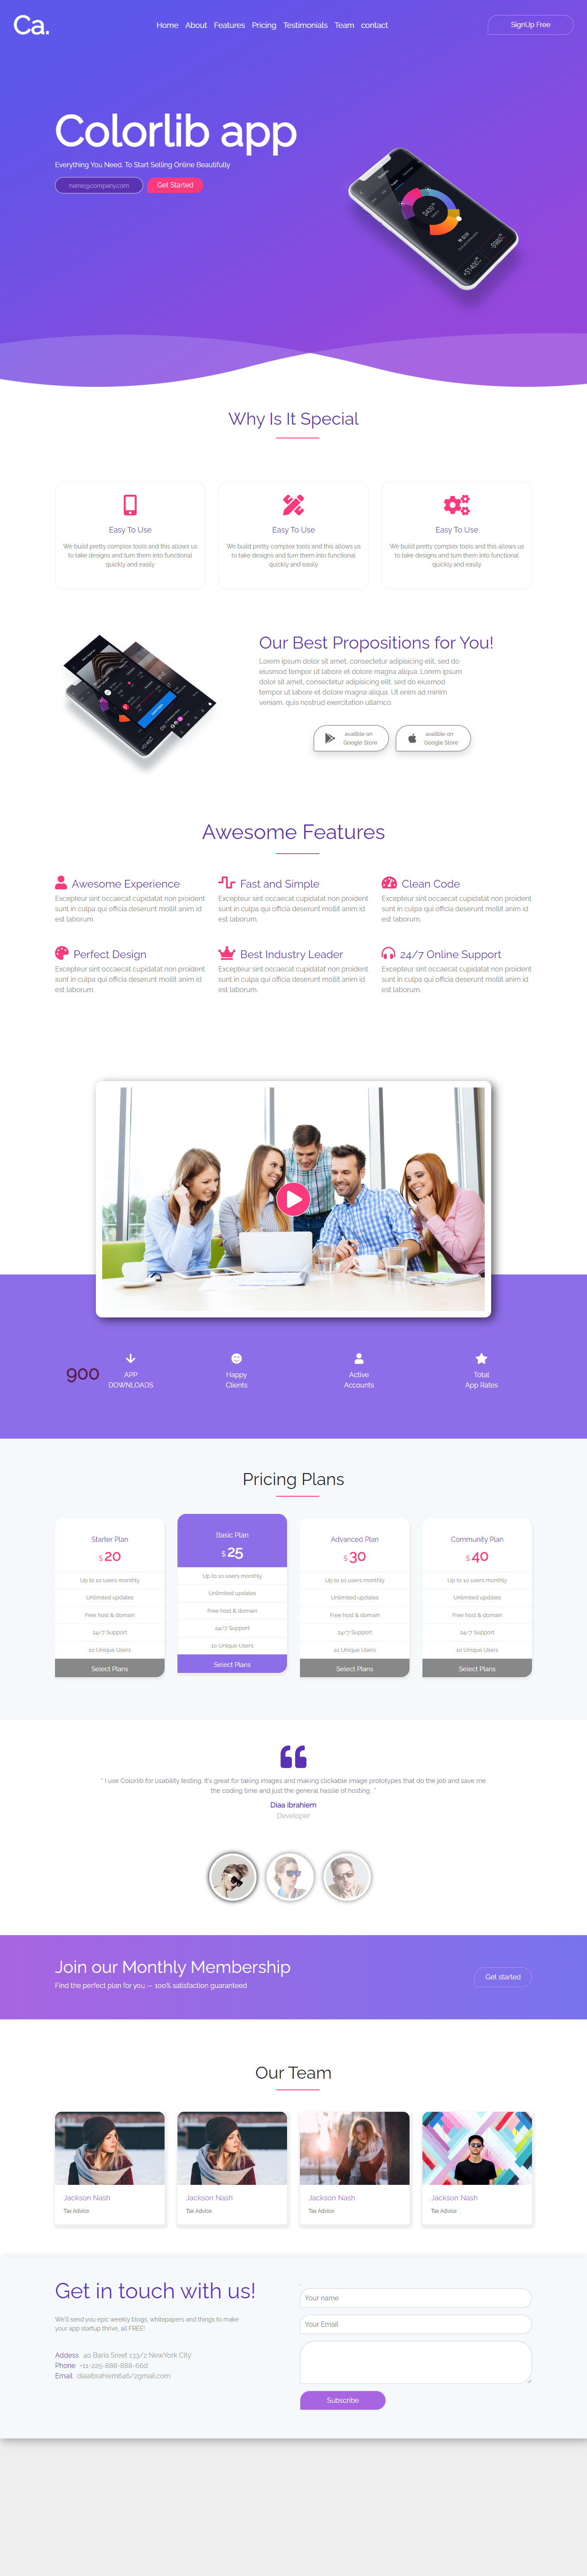 Ca.
Home About Features Pricing Testimonials Team contact
SignUp Free
Colorlib app
Everything You Need. To Start Selling Online Beautifully
name@company.com
Get Started
Why Is It Special
Easy To Use
We build pretty complex tools and this allows us
to take designs and turn them into functional
quickly and easily
Easy To Use
We build pretty complex tools and this allows us
to take designs and turn them into functional
quickly and easily
Easy To Use
We build pretty complex tools and this allows us
to take designs and turn them into functional
quickly and easily
Our Best Propositions for You!
Lorem ipsum dolor sit amet, consectetur adipisicing elit, sed do
eiusmod tempor ut labore et dolore magna aliqua. Lorem ipsum
dolor sit amet, consectetur adipisicing elit, sed do eiusmod
tempor ut labore et dolore magna aliqua. Ut enim ad minim
veniam, quis nostrud exercitation ullamco.
availble on
Google Store
availble on
Google Store
Awesome Features
Awesome Experience
Excepteur sint occaecat cupidatat non proident
sunt in culpa qui officia deserunt mollit anim id
est laborum.
Fast and Simple
Excepteur sint occaecat cupidatat non proident
sunt in culpa qui officia deserunt mollit anim id
est laborum.
Clean Code
Excepteur sint occaecat cupidatat non proident
sunt in culpa qui officia deserunt mollit anim id
est laborum.
Perfect Design
Excepteur sint occaecat cupidatat non proident
sunt in culpa qui officia deserunt mollit anim id
est laborum.
Best Industry Leader
Excepteur sint occaecat cupidatat non proident
sunt in culpa qui officia deserunt mollit anim id
est laborum.
24/7 Online Support
Excepteur sint occaecat cupidatat non proident
sunt in culpa qui officia deserunt mollit anim id
est laborum.
900
APP
DOWNLOADS
Happy
Clients
Active
Accounts
Total
App Rates
Pricing Plans
Starter Plan
$ 20
Up to 10 users monthly
Unlimited updates
Free host & domain
24/7 Support
10 Unique Users
Select Plans
Basic Plan
$ 25
Up to 10 users monthly
Unlimited updates
Free host & domain
24/7 Support
10 Unique Users
Select Plans
Advanced Plan
$ 30
Up to 10 users monthly
Unlimited updates
Free host & domain
24/7 Support
10 Unique Users
Select Plans
Community Plan
$ 40
Up to 10 users monthly
Unlimited updates
Free host & domain
24/7 Support
10 Unique Users
Select Plans
" I use Colorlib for usability testing. It's great for taking images and making clickable image prototypes that do the job and save me
the coding time and just the general hassle of hosting. "
Diaa ibrahiem
Developer
Join our Monthly Membership
Find the perfect plan for you — 100% satisfaction guaranteed
Get started
Our Team
Jackson Nash
Tax Advice
Jackson Nash
Tax Advice
Jackson Nash
Tax Advice
Jackson Nash
Tax Advice
Get in touch with us!
We'll send you epic weekly blogs, whitepapers and things to make
your app startup thrive, all FREE!
Addess 40 Baria Sreet 133/2 NewYork City
Phone +11-225-888-888-66d
Email diaaibrahiem646/2gmail.com
Your name
Your Email
Subscribe